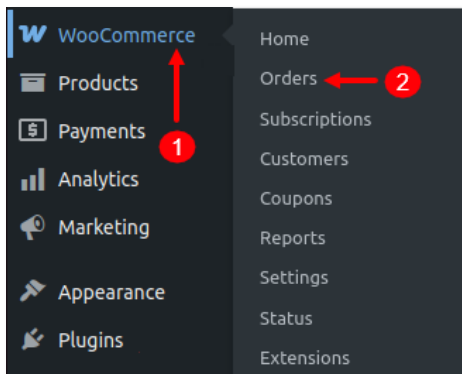 WooCommerce
Products
Payments
Analytics
Marketing
Appearance
Plugins
1
Home
Orders
2
Subscriptions
Customers
Coupons
Reports
Settings
Status
Extensions